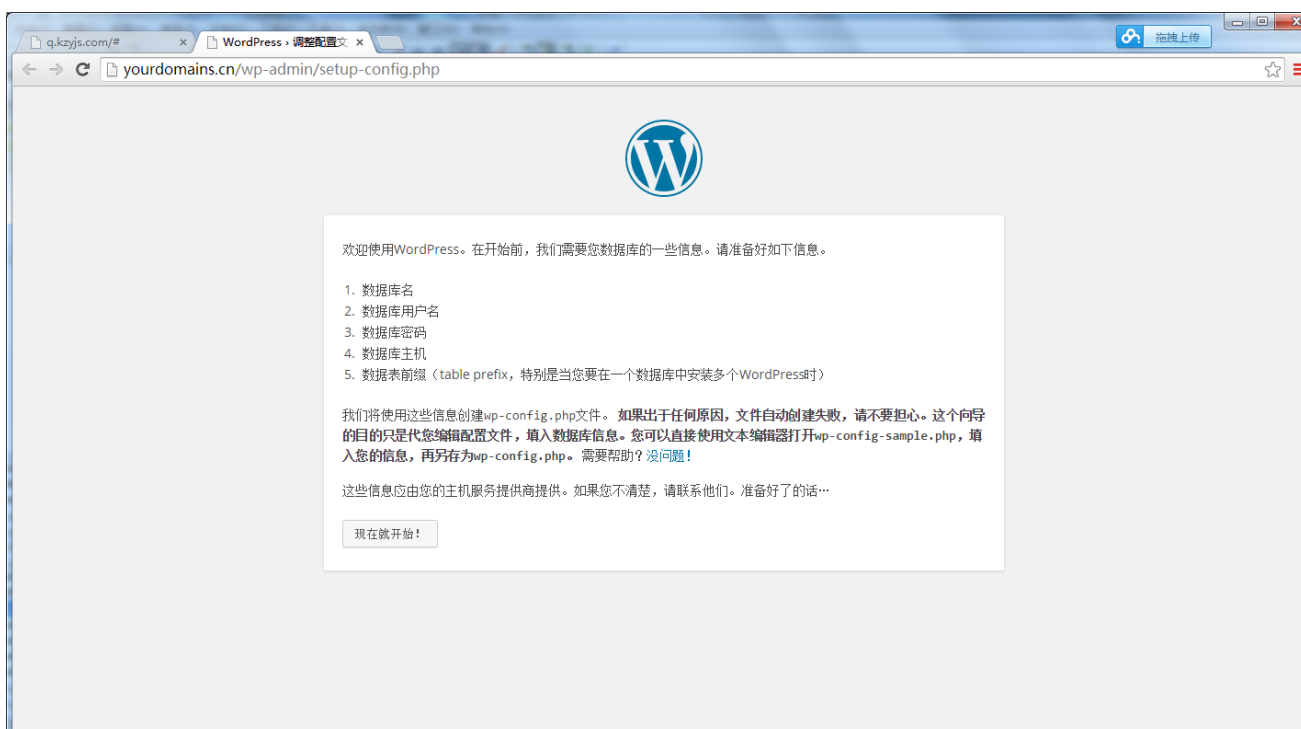 q.kzyjs.com/#
WordPress › 调整配置文
拖拽上传
yourdomains.cn/wp-admin/setup-config.php
欢迎使用WordPress。在开始前，我们需要您数据库的一些信息。请准备好如下信息。
1. 数据库名
2. 数据库用户名
3. 数据库密码
4. 数据库主机
5. 数据表前缀（table prefix，特别是当您要在一个数据库中安装多个WordPress时）
我们将使用这些信息创建wp-config.php文件。 如果出于任何原因，文件自动创建失败，请不要担心。这个向导
的目的只是代您编辑配置文件，填入数据库信息。您可以直接使用文本编辑器打开wp-config-sample.php，填
入您的信息，再另存为wp-config.php。 需要帮助？没问题！
这些信息应由您的主机服务提供商提供。如果您不清楚，请联系他们。准备好了的话…
现在就开始！